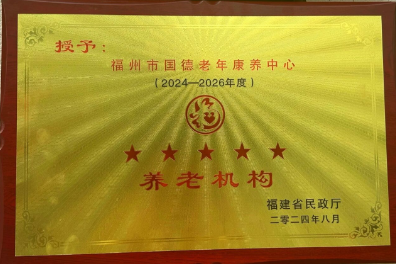 授予：
福州市国德老年康养中心
（2024—2026年度）
★★★★★
养老机构
福建省民政厅
二零二四年八月